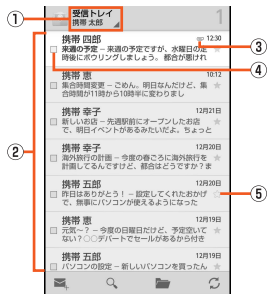 ①
受信トレイ
携帯 太郎
1
携帯 四郎
12:30
③
来週の予定 – 来週の予定ですが、水曜日の定
時後にボウリングしましょう。 都合が悪けれ
④
携帯 恵
10:12
集合時間変更 – ごめん。明日なんだけど、集
合時間が11時から10時半に変わりまし
携帯 幸子
12月21日
新しいお店 – 先週駅前にオープンしたお店
で、明日イベントがあるみたいだよ。ちょっと
②
携帯 幸子
12月20日
海外旅行の計画 – 今度の春ごろに海外旅行を
計画してるんですけど、都合はどうですか？ま
携帯 五郎
12月20日
昨日はありがとう！ – 設定してくれたおかげ
で、無事にパソコンが使えるようになった
⑤
携帯 恵
12月19日
元気～？ – 今度の日曜日だけど、予定空いて
ない？○○デパートでセールがあるから付き
携帯 五郎
12月19日
パソコンの設定 – 新しいパソコンを買ったん